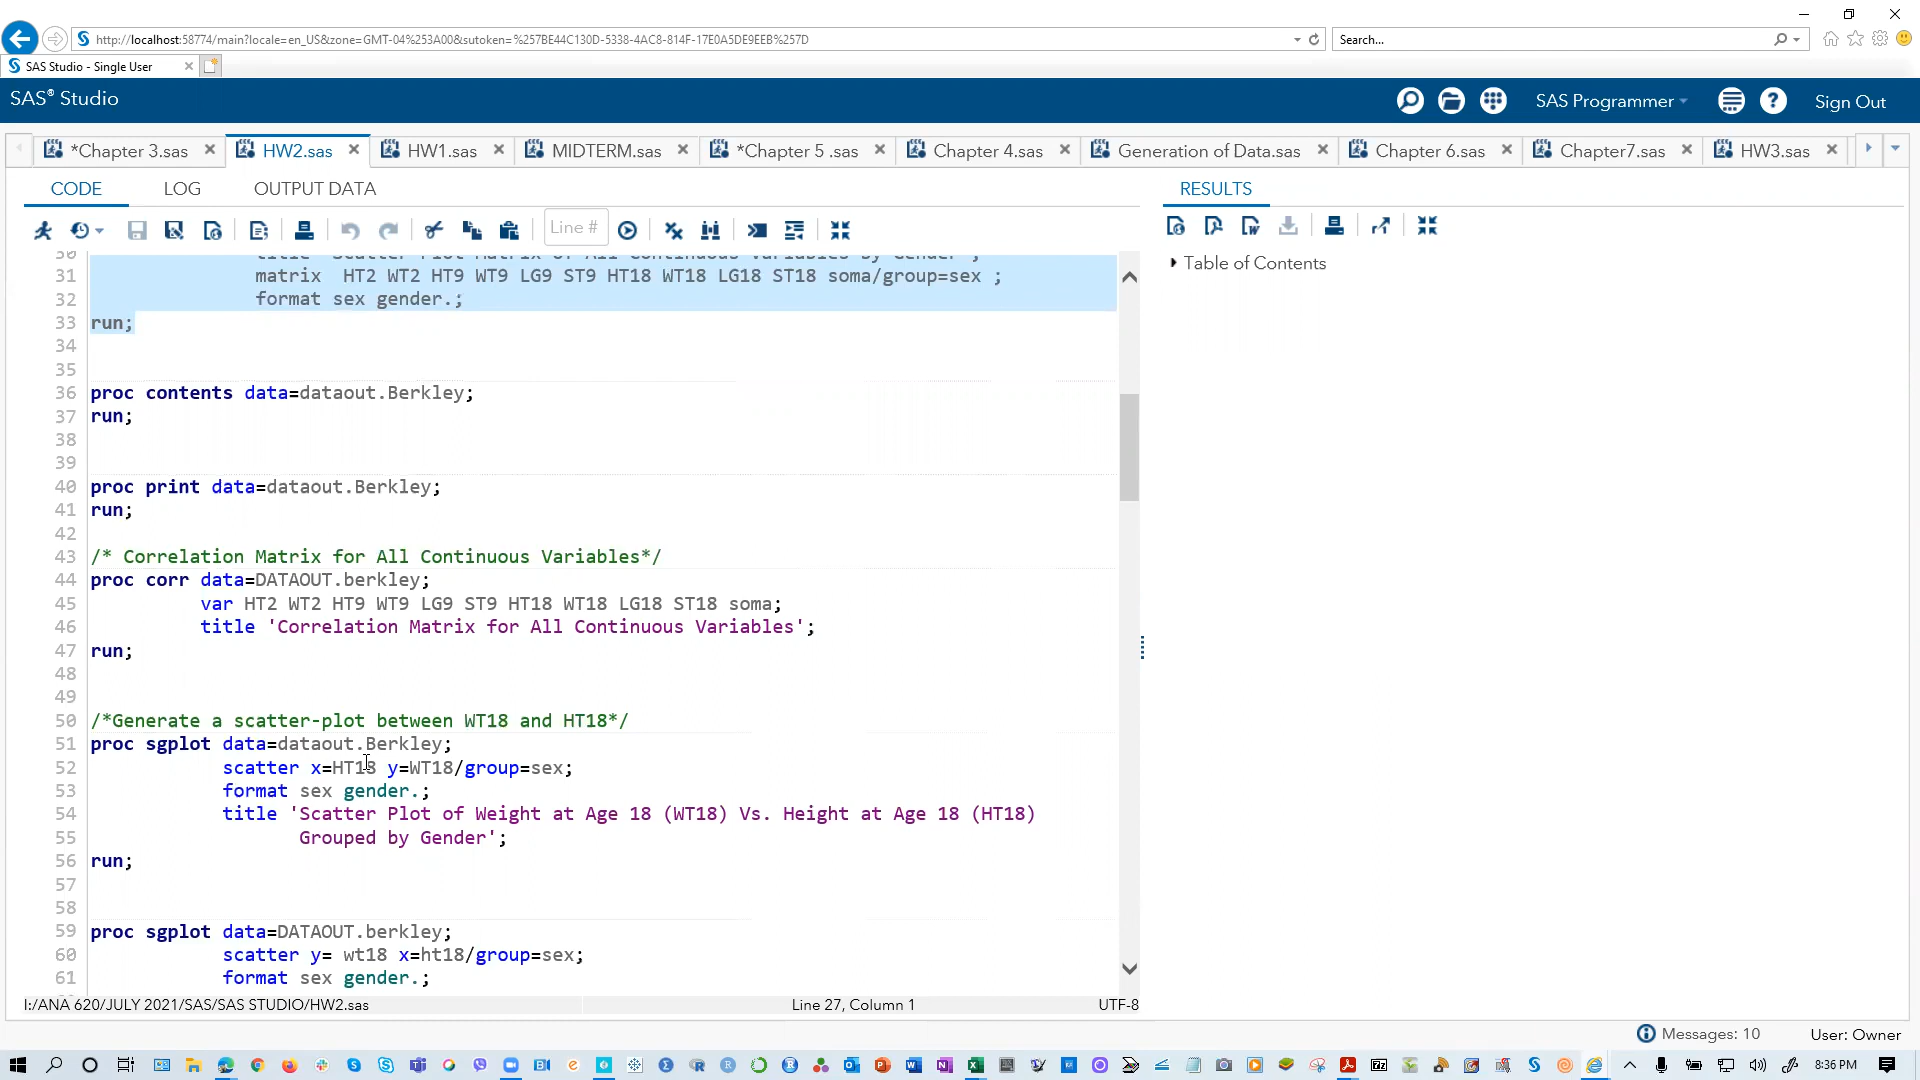 http://localhost:58774/main?locale=en_US&zone=GMT-04%253A00&sutoken=%257BE44C130D-5338-4AC8-814F-17E0A5DE9EEB%257D
Search...
SAS Studio - Single User
SAS® Studio
SAS Programmer
Sign Out
*Chapter 3.sas
HW2.sas
HW1.sas
MIDTERM.sas
*Chapter 5 .sas
Chapter 4.sas
Generation of Data.sas
Chapter 6.sas
Chapter7.sas
HW3.sas
CODE LOG OUTPUT DATA
RESULTS
Line #
Table of Contents
30 title 'Scatter Plot Matrix of All Continuous Variables by Gender';
31 matrix HT2 WT2 HT9 WT9 LG9 ST9 HT18 WT18 LG18 ST18 soma/group=sex ;
32 format sex gender.;
33 run;
34
35
36 proc contents data=dataout.Berkley;
37 run;
38
39
40 proc print data=dataout.Berkley;
41 run;
42
43 /* Correlation Matrix for All Continuous Variables*/
44 proc corr data=DATAOUT.berkley;
45 var HT2 WT2 HT9 WT9 LG9 ST9 HT18 WT18 LG18 ST18 soma;
46 title 'Correlation Matrix for All Continuous Variables';
47 run;
48
49
50 /*Generate a scatter-plot between WT18 and HT18*/
51 proc sgplot data=dataout.Berkley;
52 scatter x=HT18 y=WT18/group=sex;
53 format sex gender.;
54 title 'Scatter Plot of Weight at Age 18 (WT18) Vs. Height at Age 18 (HT18)
55 Grouped by Gender';
56 run;
57
58
59 proc sgplot data=DATAOUT.berkley;
60 scatter y= wt18 x=ht18/group=sex;
61 format sex gender.;
I:/ANA 620/JULY 2021/SAS/SAS STUDIO/HW2.sas
Line 27, Column 1
UTF-8
Messages: 10
User: Owner
8:36 PM